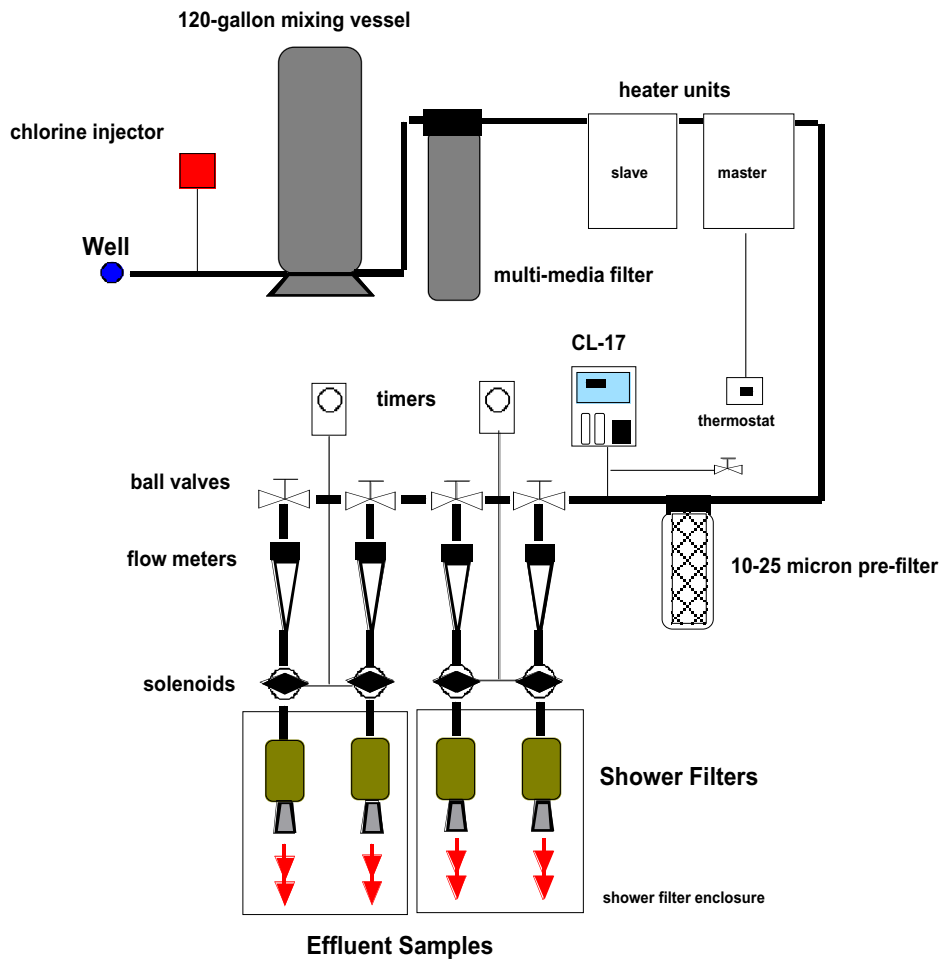 120-gallon mixing vessel
heater units
chlorine injector
slave
master
Well
multi-media filter
CL-17
timers
thermostat
ball valves
flow meters
10-25 micron pre-filter
solenoids
Shower Filters
shower filter enclosure
Effluent Samples